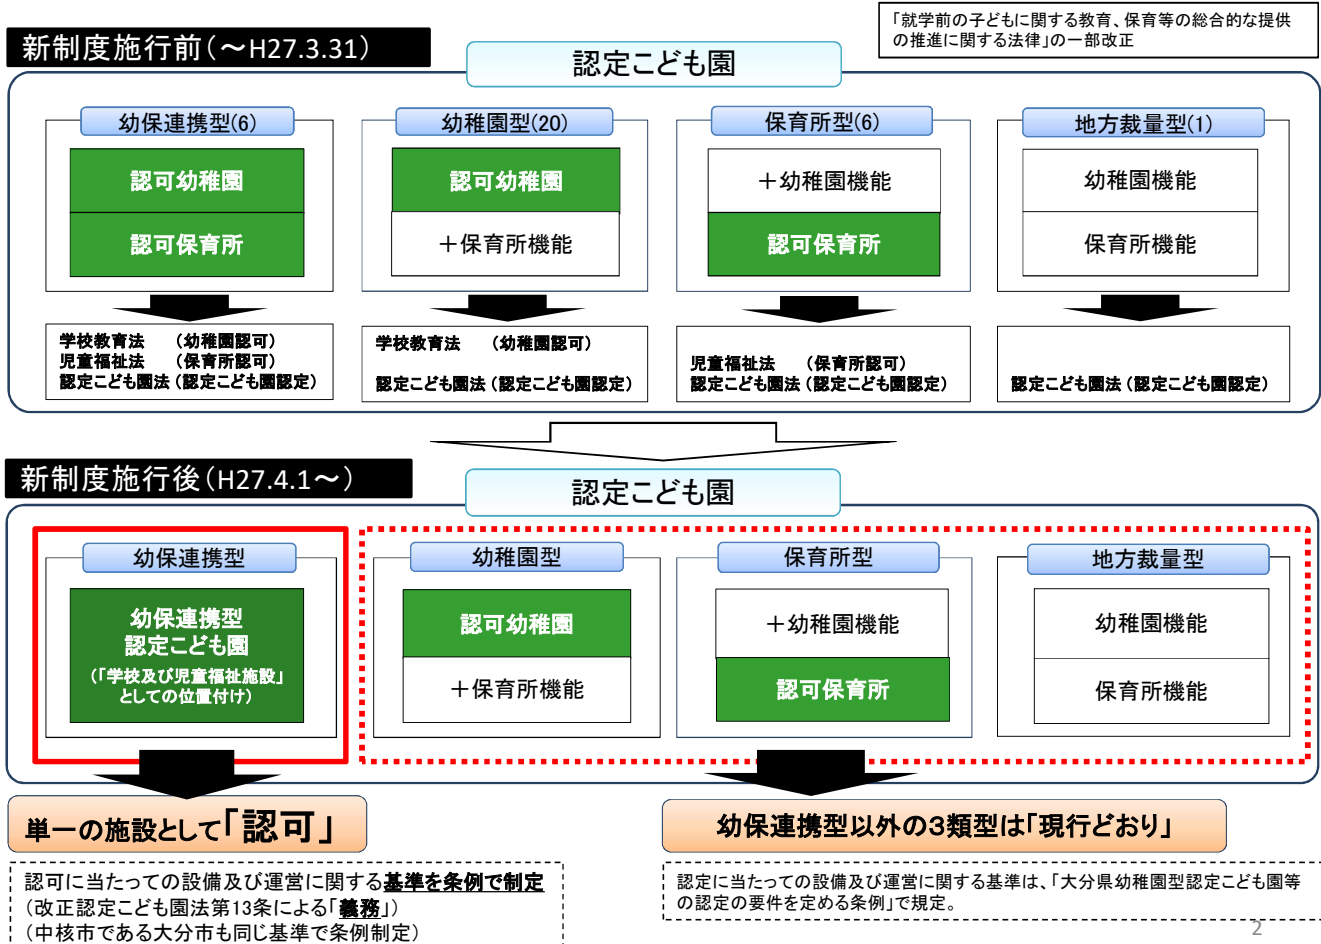 「就学前の子どもに関する教育、保育等の総合的な提供
の推進に関する法律」の一部改正
新制度施行前（～H27.3.31）
認定こども園
幼保連携型(6)
認可幼稚園
認可保育所
学校教育法　（幼稚園認可）
児童福祉法　（保育所認可）
認定こども園法（認定こども園認定）
幼稚園型(20)
認可幼稚園
＋保育所機能
学校教育法　（幼稚園認可）
認定こども園法（認定こども園認定）
保育所型(6)
＋幼稚園機能
認可保育所
児童福祉法　（保育所認可）
認定こども園法（認定こども園認定）
地方裁量型(1)
幼稚園機能
保育所機能
認定こども園法（認定こども園認定）
新制度施行後（H27.4.1～）
認定こども園
幼保連携型
幼保連携型
認定こども園
（「学校及び児童福祉施設」
としての位置付け）
幼稚園型
認可幼稚園
＋保育所機能
保育所型
＋幼稚園機能
認可保育所
地方裁量型
幼稚園機能
保育所機能
単一の施設として「認可」
認可に当たっての設備及び運営に関する基準を条例で制定
（改正認定こども園法第13条による「義務」）
（中核市である大分市も同じ基準で条例制定）
幼保連携型以外の３類型は「現行どおり」
認定に当たっての設備及び運営に関する基準は、「大分県幼稚園型認定こども園等
の認定の要件を定める条例」で規定。
2